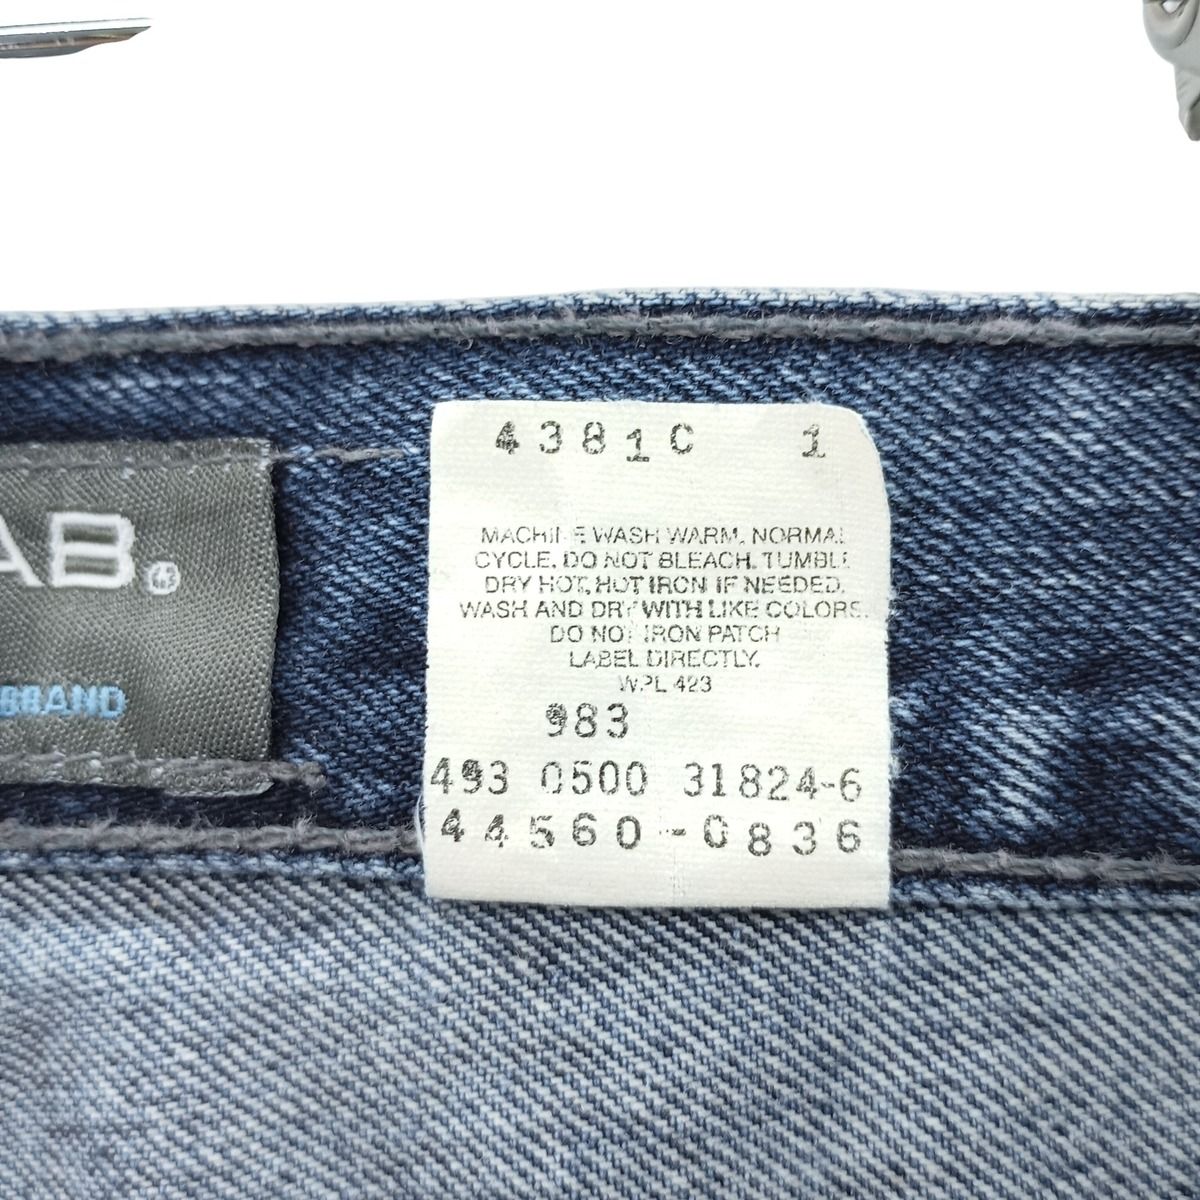 AB.
BRAND
4381C 1
MACHINE WASH WARM, NORMAL
CYCLE. DO NOT BLEACH. TUMBLE
DRY HOT, HOT IRON IF NEEDED.
WASH AND DRY WITH LIKE COLORS.
DO NOT IRON PATCH
LABEL DIRECTLY.
WPL 423
983
493 0500 31824-6
44560-0836